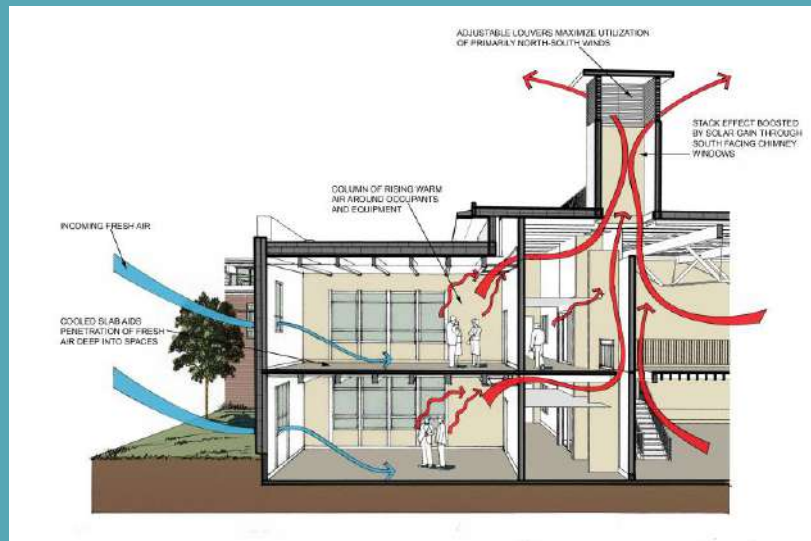 ADJUSTABLE LOUVERS MAXIMIZE UTILIZATION
OF PRIMARILY NORTH-SOUTH WINDS
STACK EFFECT BOOSTED
BY SOLAR GAIN THROUGH
SOUTH FACING CHIMNEY
WINDOWS
COLUMN OF RISING WARM
AIR AROUND OCCUPANTS
AND EQUIPMENT
INCOMING FRESH AIR
COOLED SLAB AIDS
PENETRATION OF FRESH
AIR DEEP INTO SPACES